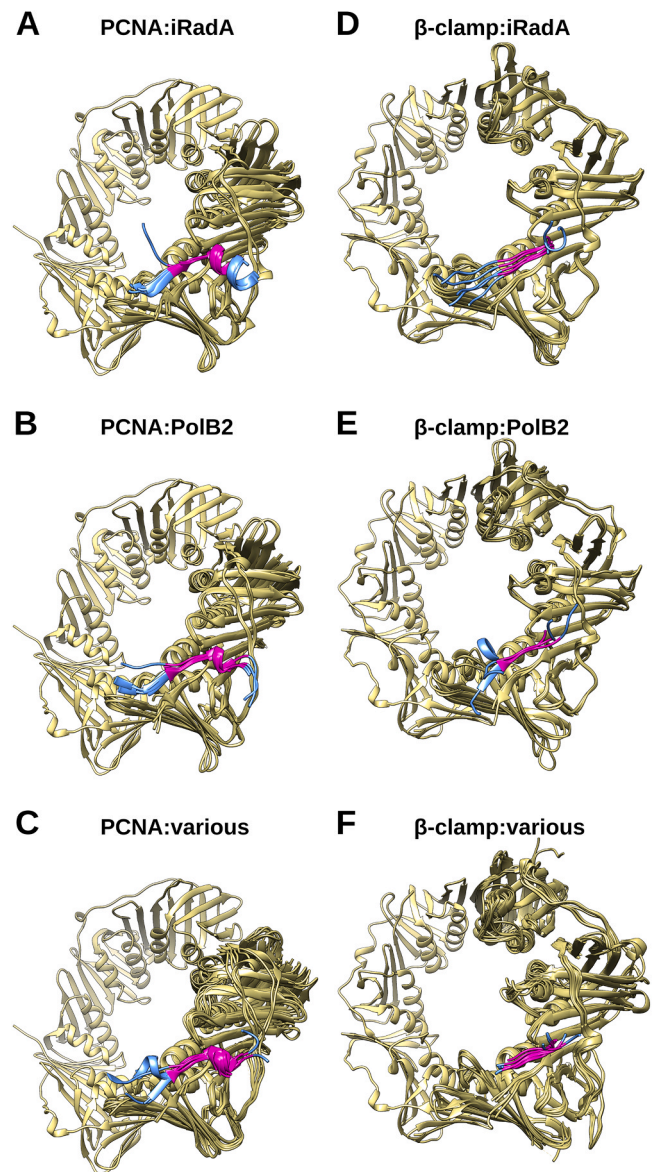 A PCNA:iRadA
D β-clamp:iRadA
B PCNA:PolB2
E β-clamp:PolB2
C PCNA:various
F β-clamp:various